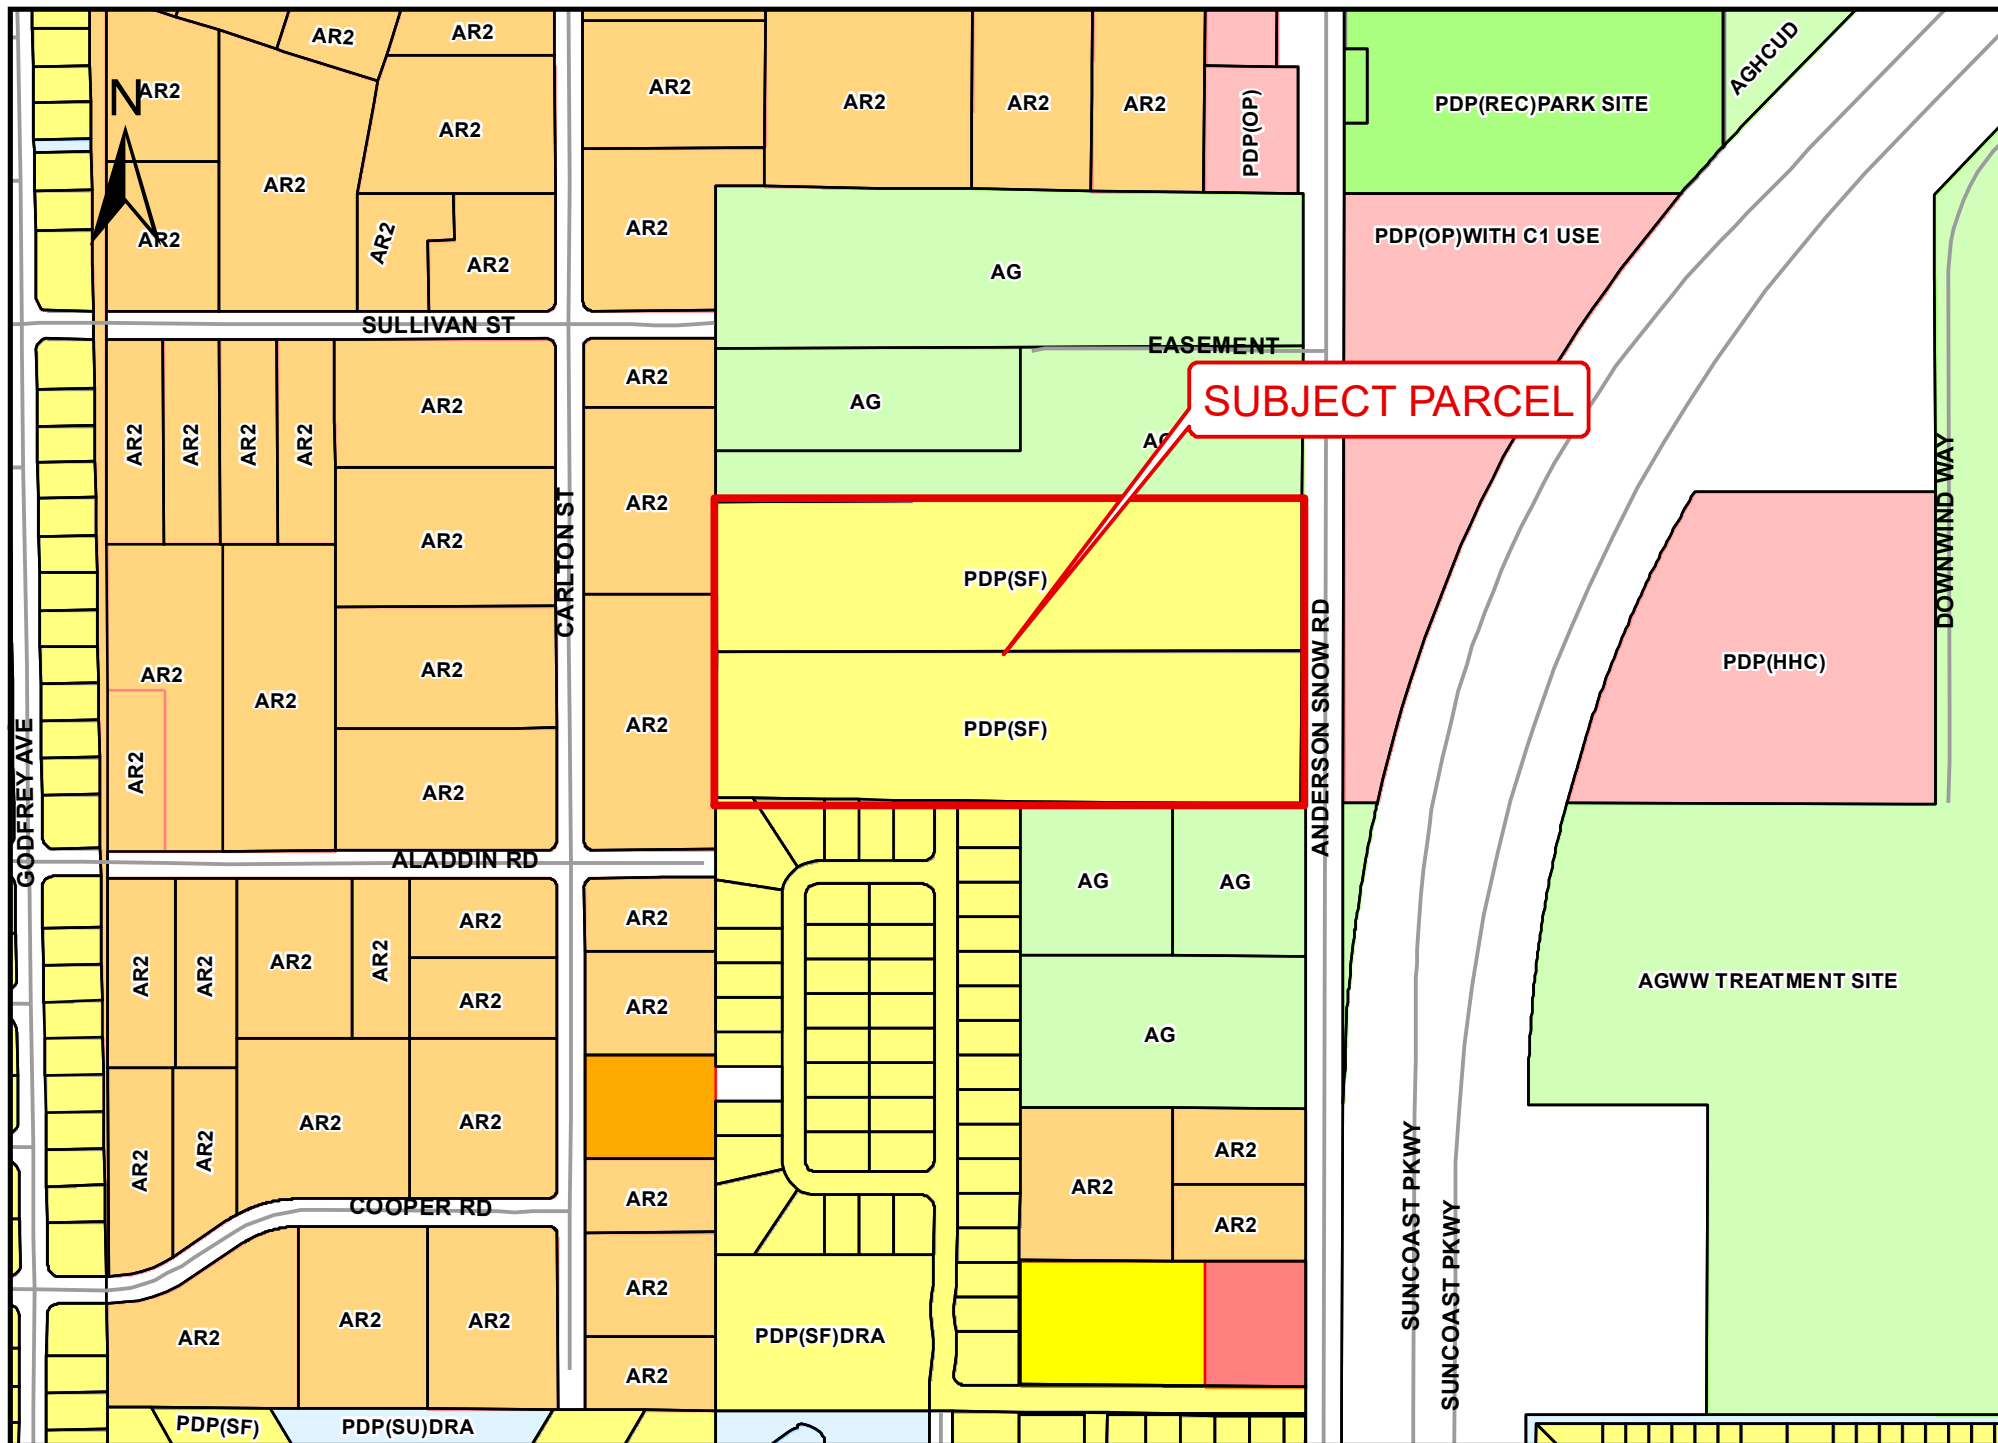 AR2
AR2
AR2
AR2
AR2
AR2
AR2
AGHCUD
N
AR2
PDP(REC)PARK SITE
AR2
PDP(OP)
AR2
AR2
AR2
AR2
AR2
AR2
PDP(OP)WITH C1 USE
AG
SULLIVAN ST
EASEMENT
AR2
AR2
AG
SUBJECT PARCEL
AR2
AR2
AR2
AR2
AR2
CARLTON ST
DOWNWIND WAY
AR2
PDP(SF)
AR2
AR2
AR2
AR2
AR2
PDP(SF)
ANDERSON SNOW RD
PDP(HHC)
GODFREY AVE
AR2
AR2
ALADDIN RD
AG
AG
AR2
AR2
AR2
AR2
AR2
AR2
AR2
AR2
AGWW TREATMENT SITE
AG
AR2
AR2
AR2
AR2
AR2
AR2
AR2
AR2
COOPER RD
AR2
SUNCOAST PKWY
SUNCOAST PKWY
AR2
AR2
AR2
AR2
PDP(SF)DRA
AR2
PDP(SF)
PDP(SU)DRA